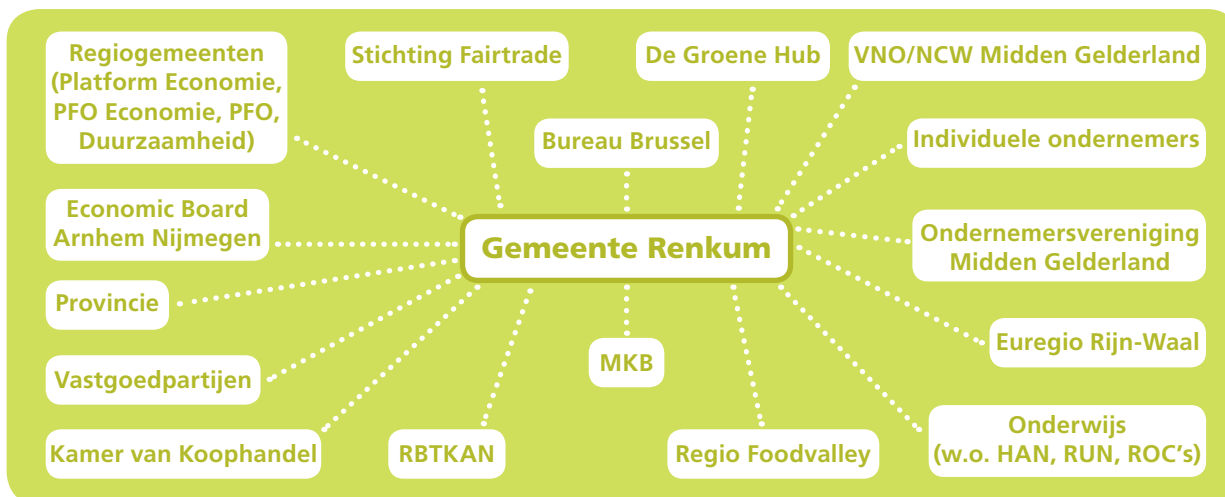 Regiogemeenten
(Platform Economie,
PFO Economie, PFO,
Duurzaamheid)
Stichting Fairtrade
De Groene Hub
VNO/NCW Midden Gelderland
Bureau Brussel
Individuele ondernemers
Economic Board
Arnhem Nijmegen
Gemeente Renkum
Ondernemersvereniging
Midden Gelderland
Provincie
Euregio Rijn-Waal
MKB
Vastgoedpartijen
Kamer van Koophandel
RBTKAN
Regio Foodvalley
Onderwijs
(w.o. HAN, RUN, ROC's)